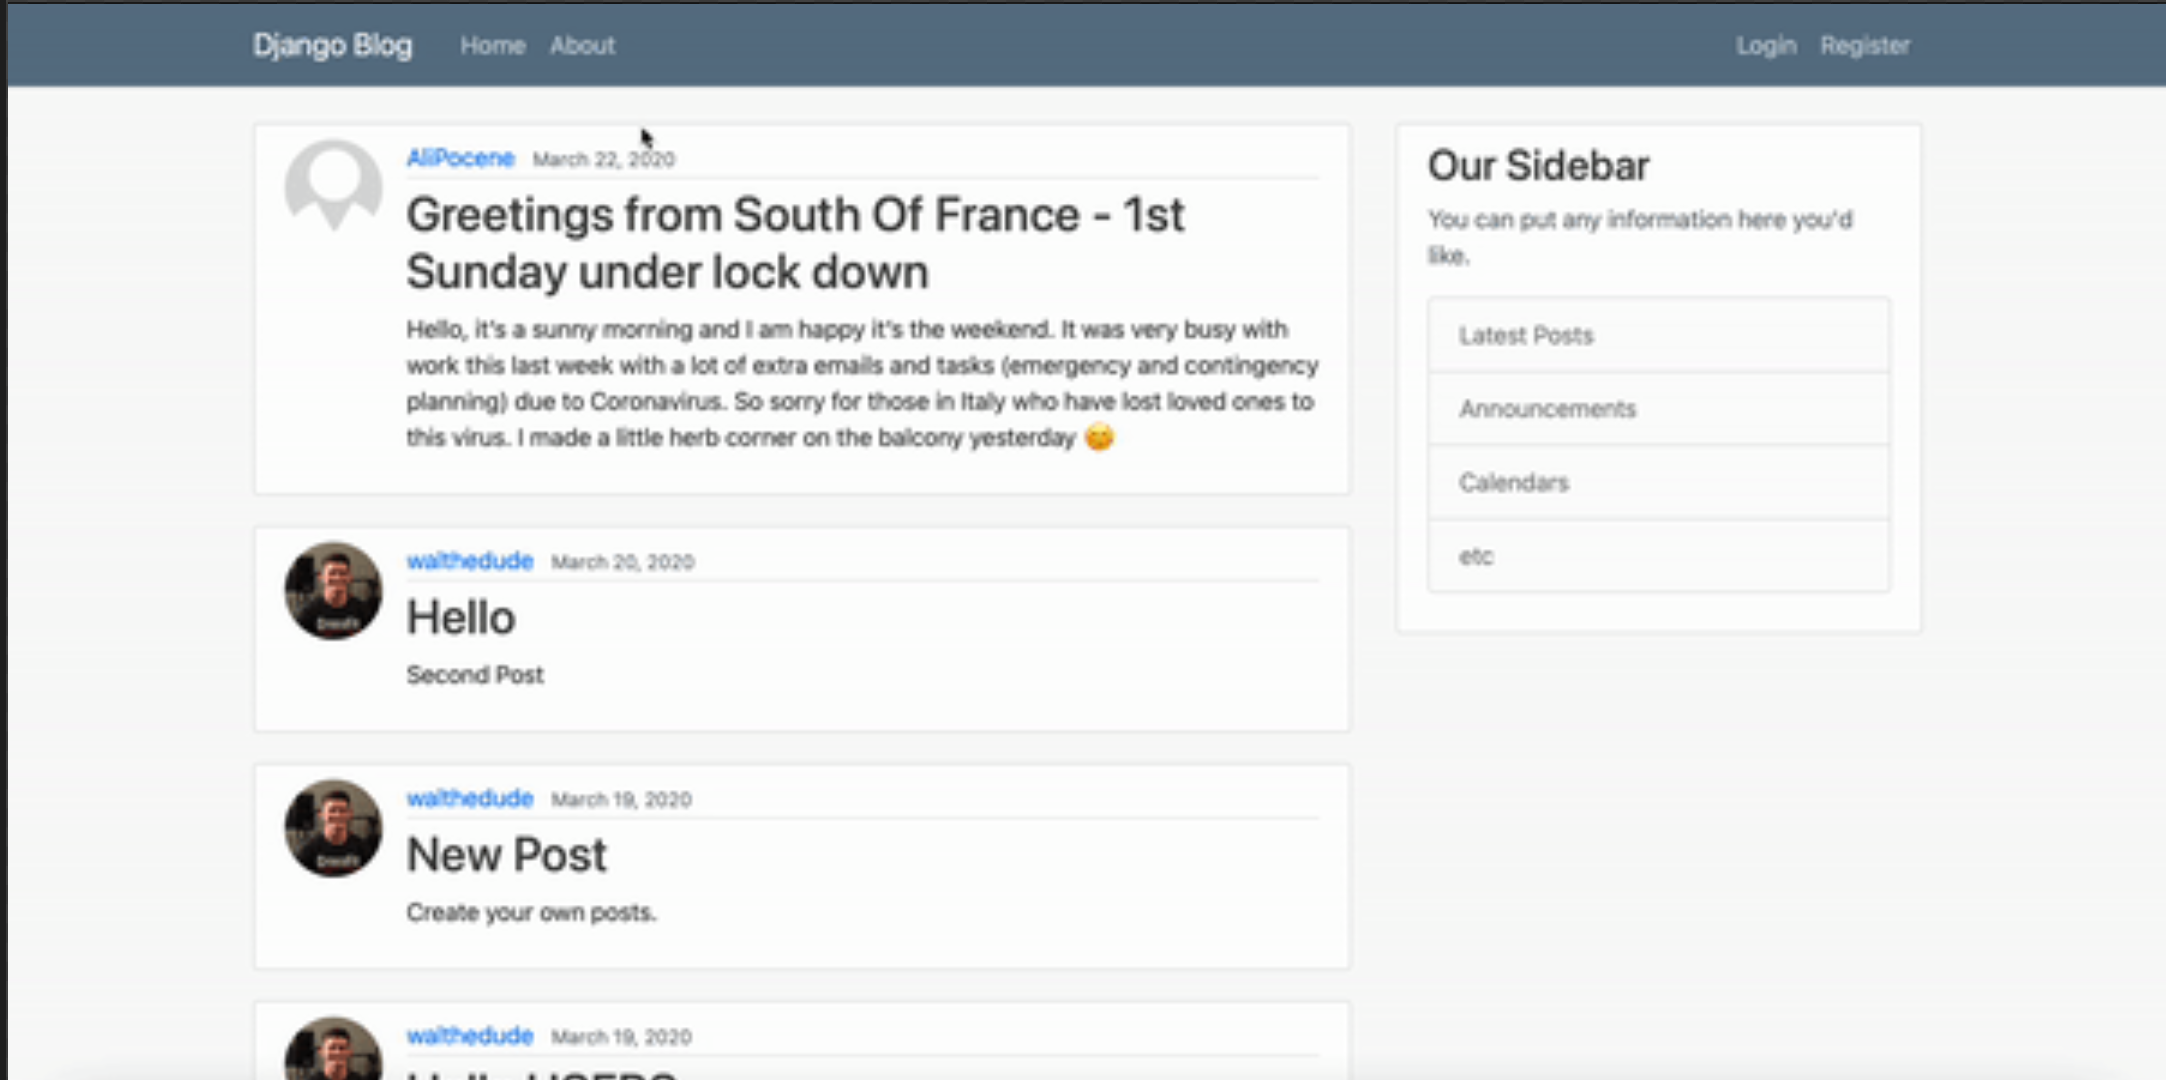 Django Blog Home About Login Register
AliPocene March 22, 2020
Greetings from South Of France - 1st
Sunday under lock down
Hello, it's a sunny morning and I am happy it's the weekend. It was very busy with
work this last week with a lot of extra emails and tasks (emergency and contingency
planning) due to Coronavirus. So sorry for those in Italy who have lost loved ones to
this virus. I made a little herb corner on the balcony yesterday 😊
walthedude March 20, 2020
Hello
Second Post
walthedude March 19, 2020
New Post
Create your own posts.
walthedude March 19, 2020
Our Sidebar
You can put any information here you'd
like.
Latest Posts
Announcements
Calendars
etc